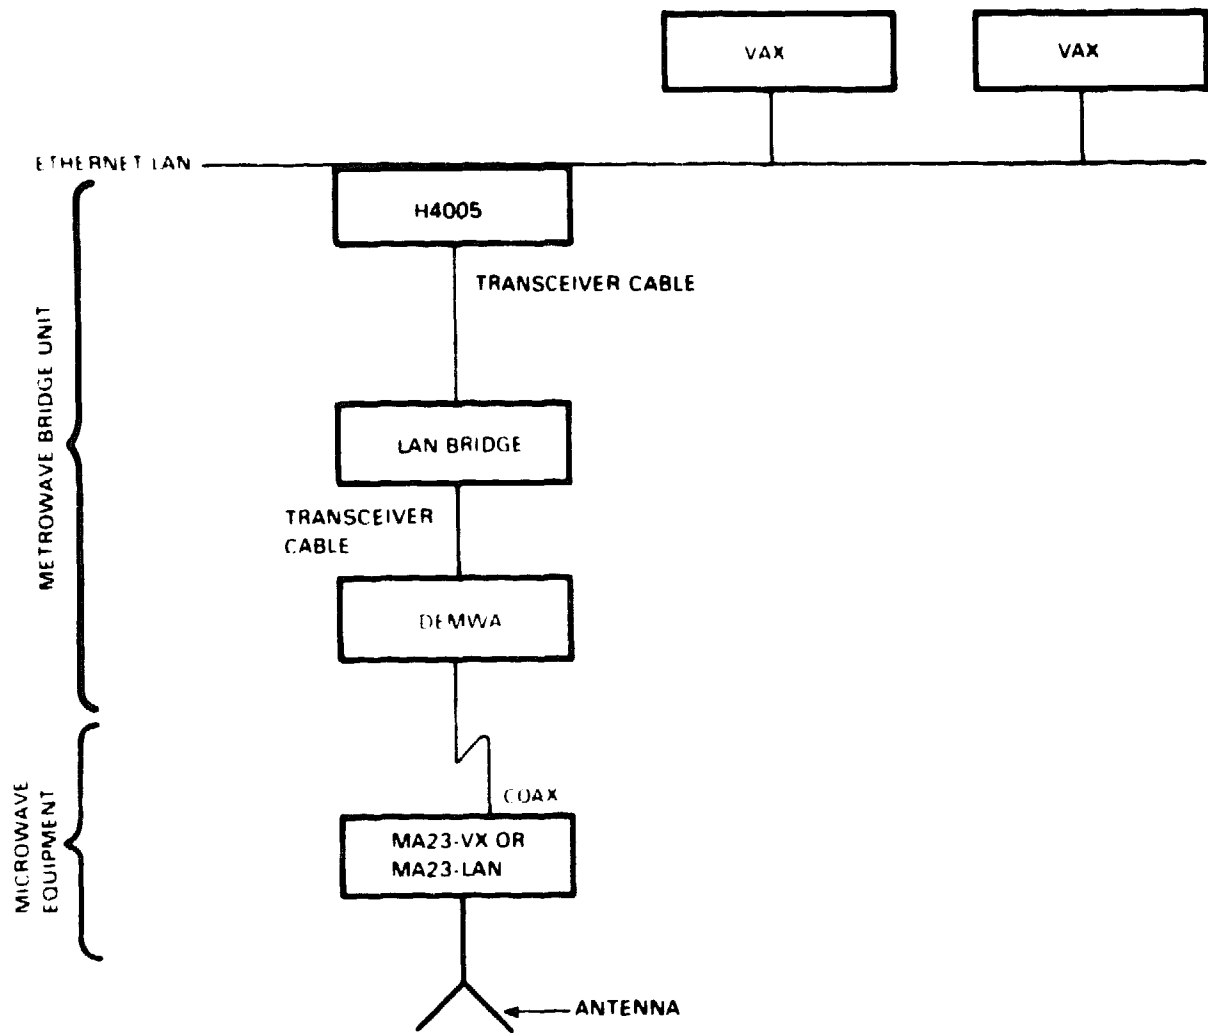 VAX
VAX
ETHERNET LAN
H4005
TRANSCEIVER CABLE
METROWAVE BRIDGE UNIT
LAN BRIDGE
TRANSCEIVER
CABLE
DEMWA
COAX
MICROWAVE
EQUIPMENT
MA23-VX OR
MA23-LAN
ANTENNA